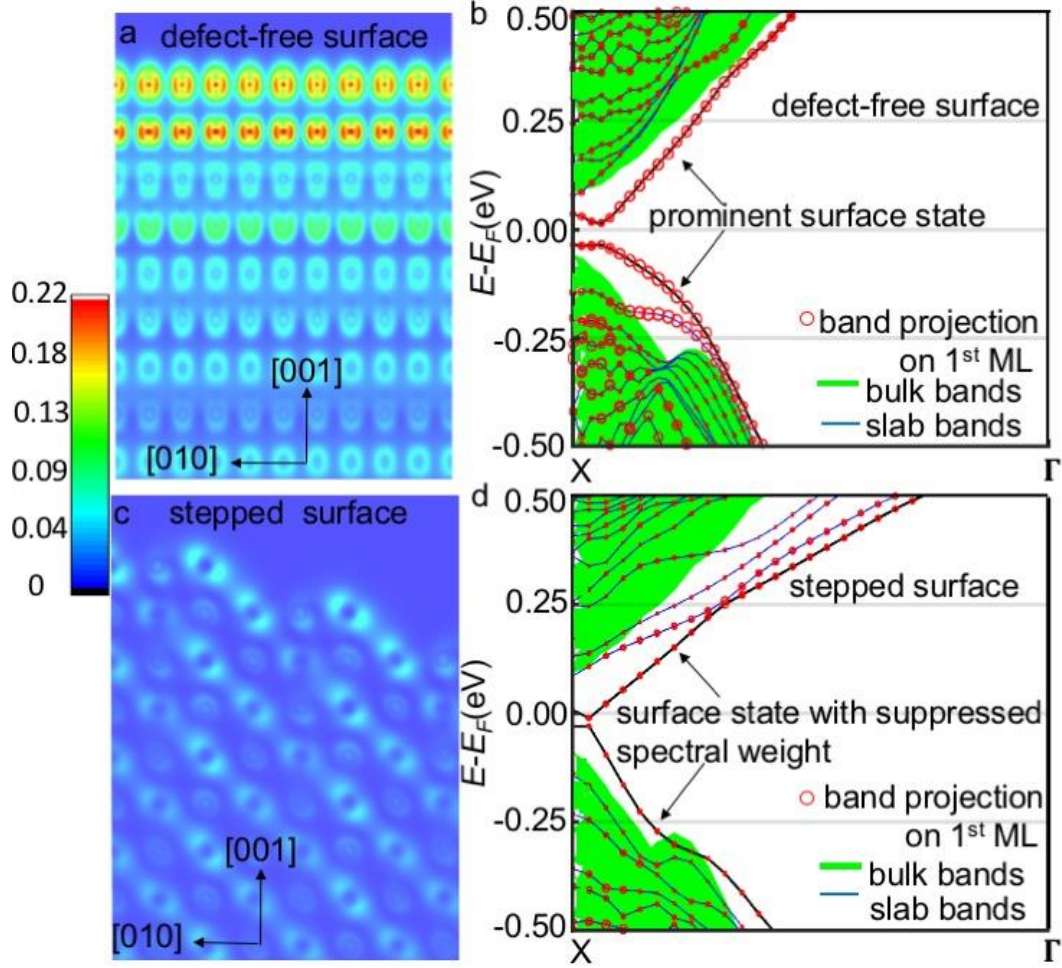 a defect-free surface
[001]
[010]
0.22
0.18
0.13
0.09
0.04
0
b
0.50
0.25
0.00
-0.25
-0.50
E-E_F(eV)
defect-free surface
prominent surface state
band projection
on 1st ML
bulk bands
slab bands
X
Γ
c stepped surface
[001]
[010]
d
0.50
0.25
0.00
-0.25
-0.50
E-E_F(eV)
stepped surface
surface state with suppressed
spectral weight
band projection
on 1st ML
bulk bands
slab bands
X
Γ